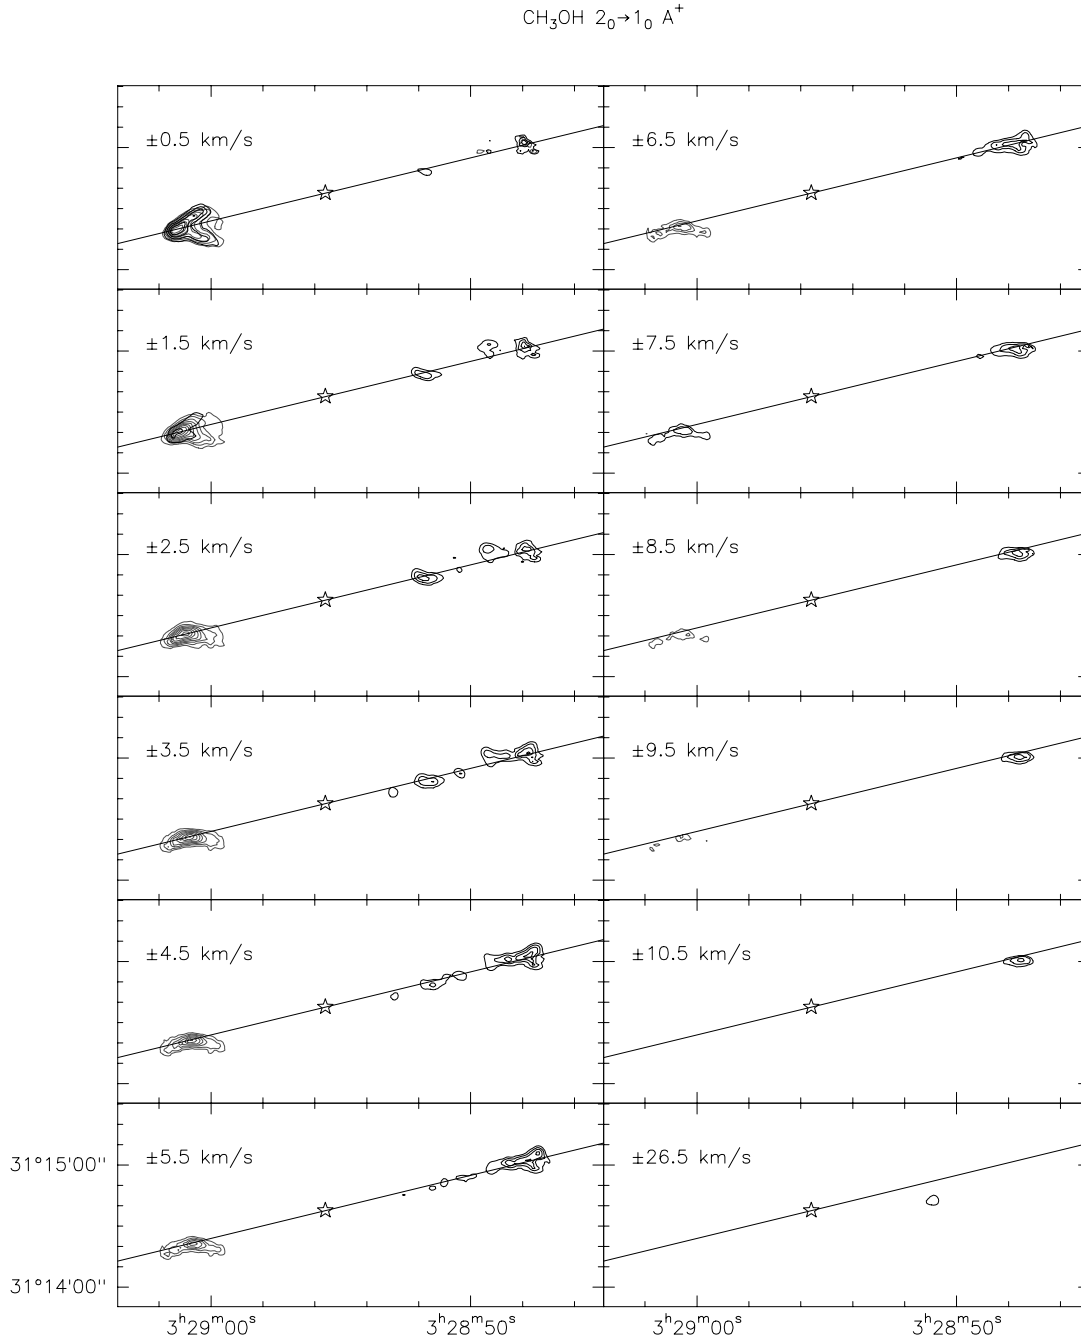 CH₃OH 2₀→1₀ A⁺
±0.5 km/s
±6.5 km/s
±1.5 km/s
±7.5 km/s
±2.5 km/s
±8.5 km/s
±3.5 km/s
±9.5 km/s
±4.5 km/s
±10.5 km/s
±5.5 km/s
±26.5 km/s
31°15'00''
31°14'00''
3ʰ29ᵐ00ˢ
3ʰ28ᵐ50ˢ
3ʰ29ᵐ00ˢ
3ʰ28ᵐ50ˢ